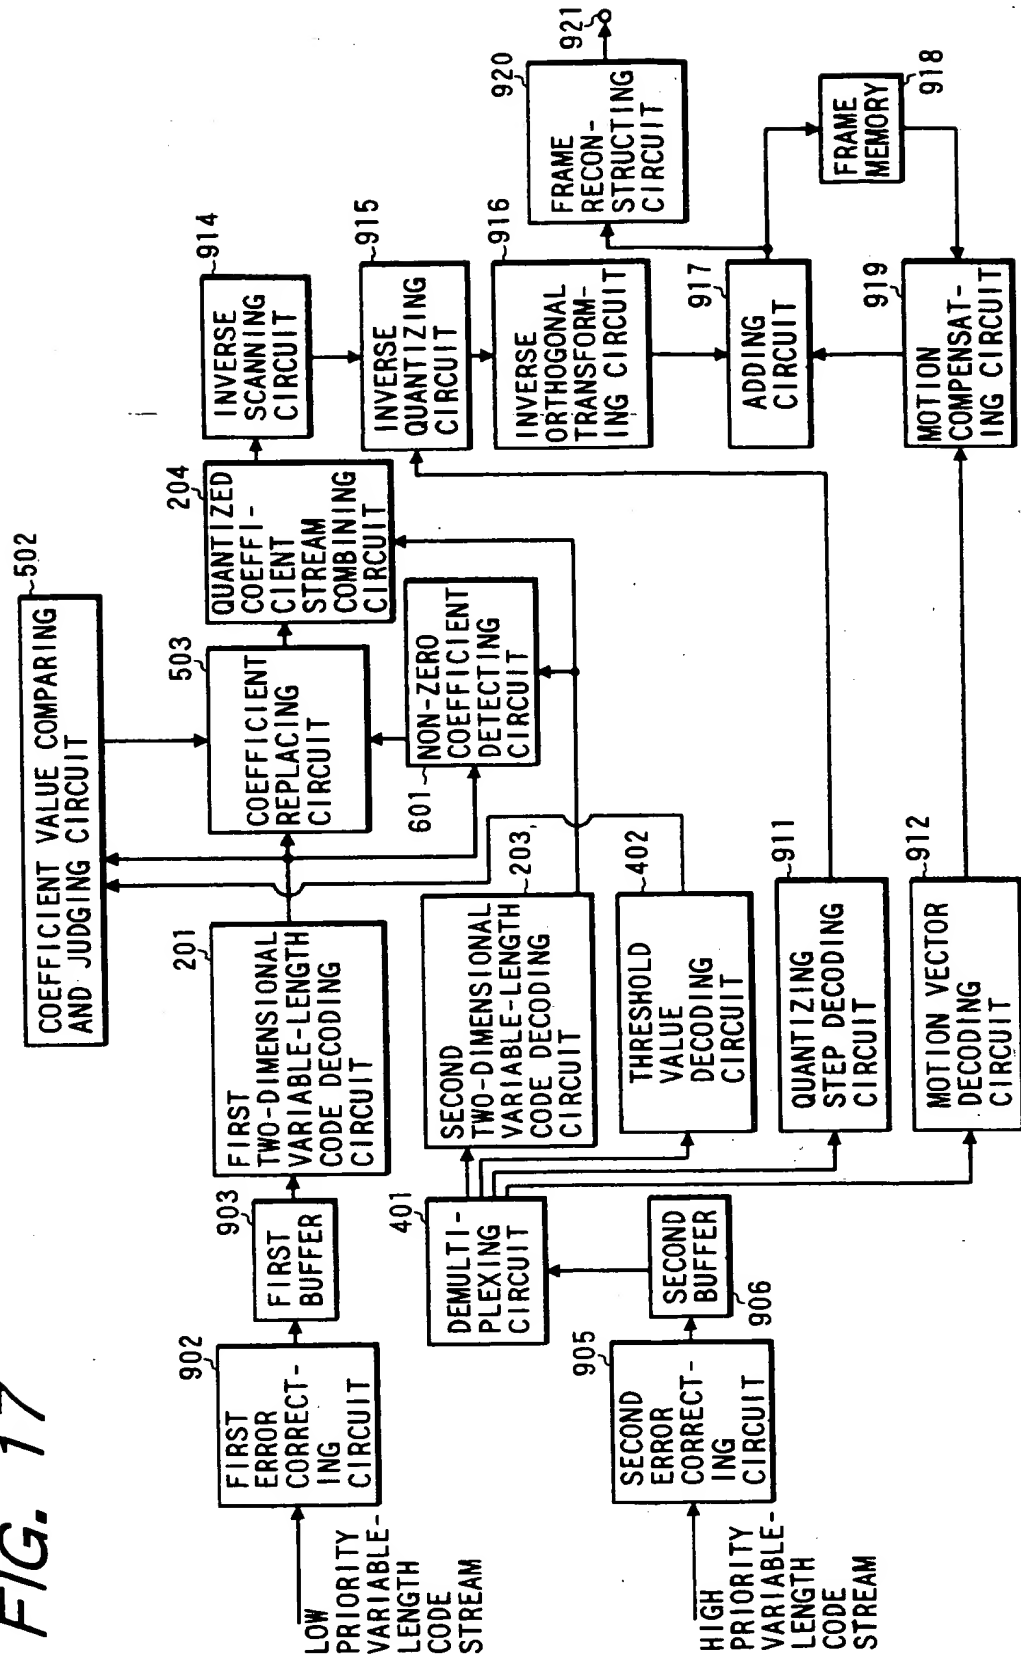 FIG. 17
LOW
PRIORITY
VARIABLE-
LENGTH
CODE
STREAM
902
FIRST
ERROR
CORRECT-
ING
CIRCUIT
903
FIRST
BUFFER
201
FIRST
TWO-DIMENSIONAL
VARIABLE-LENGTH
CODE DECODING
CIRCUIT
COEFFICIENT VALUE COMPARING
AND JUDGING CIRCUIT
502
503
COEFFICIENT
REPLACING
CIRCUIT
204
QUANTIZED
COEFFI-
CIENT
STREAM
COMBINING
CIRCUIT
914
INVERSE
SCANNING
CIRCUIT
601
NON-ZERO
COEFFICIENT
DETECTING
CIRCUIT
915
INVERSE
QUANTIZING
CIRCUIT
916
INVERSE
ORTHOGONAL
TRANSFORM-
ING CIRCUIT
920
FRAME
RECON-
STRUCTING
CIRCUIT
921
917
ADDING
CIRCUIT
918
FRAME
MEMORY
919
MOTION
COMPENSAT-
ING CIRCUIT
HIGH
PRIORITY
VARIABLE-
LENGTH
CODE
STREAM
905
SECOND
ERROR
CORRECT-
ING
CIRCUIT
SECOND
BUFFER
906
401
DEMULTI-
PLEXING
CIRCUIT
203
SECOND
TWO-DIMENSIONAL
VARIABLE-LENGTH
CODE DECODING
CIRCUIT
402
THRESHOLD
VALUE
DECODING
CIRCUIT
911
QUANTIZING
STEP DECODING
CIRCUIT
912
MOTION VECTOR
DECODING
CIRCUIT